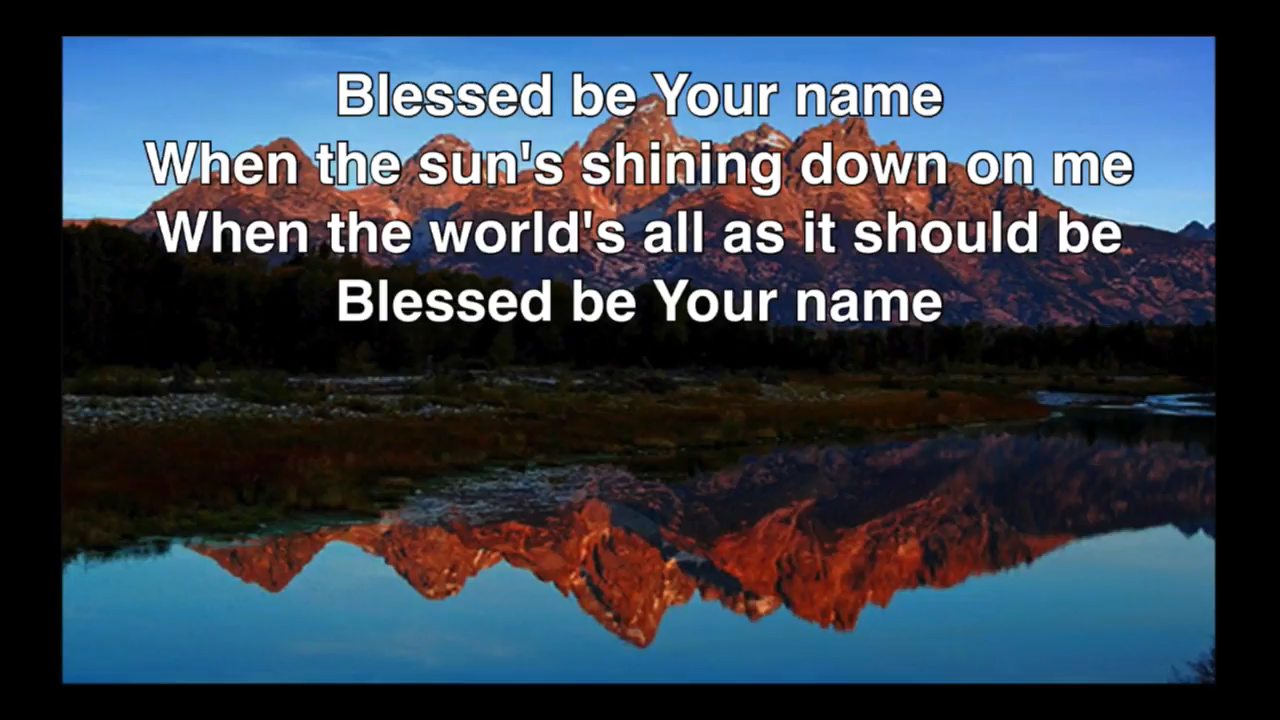 Blessed be Your name
When the sun's shining down on me
When the world's all as it should be
Blessed be Your name